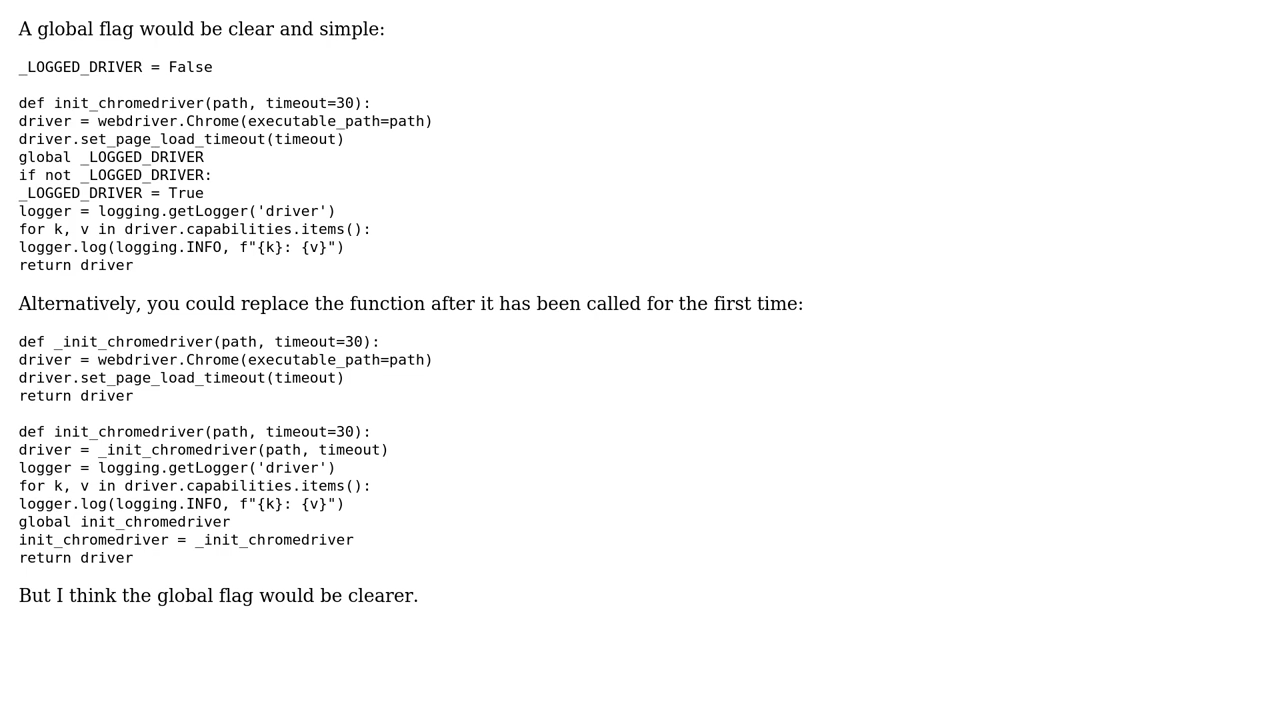 A global flag would be clear and simple:
_LOGGED_DRIVER = False
def init_chromedriver(path, timeout=30):
driver = webdriver.Chrome(executable_path=path)
driver.set_page_load_timeout(timeout)
global _LOGGED_DRIVER
if not _LOGGED_DRIVER:
_LOGGED_DRIVER = True
logger = logging.getLogger('driver')
for k, v in driver.capabilities.items():
logger.log(logging.INFO, f"{k}: {v}")
return driver
Alternatively, you could replace the function after it has been called for the first time:
def _init_chromedriver(path, timeout=30):
driver = webdriver.Chrome(executable_path=path)
driver.set_page_load_timeout(timeout)
return driver
def init_chromedriver(path, timeout=30):
driver = _init_chromedriver(path, timeout)
logger = logging.getLogger('driver')
for k, v in driver.capabilities.items():
logger.log(logging.INFO, f"{k}: {v}")
global init_chromedriver
init_chromedriver = _init_chromedriver
return driver
But I think the global flag would be clearer.